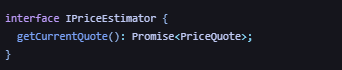 interface IPriceEstimator {
  getCurrentQuote(): Promise<PriceQuote>;
}